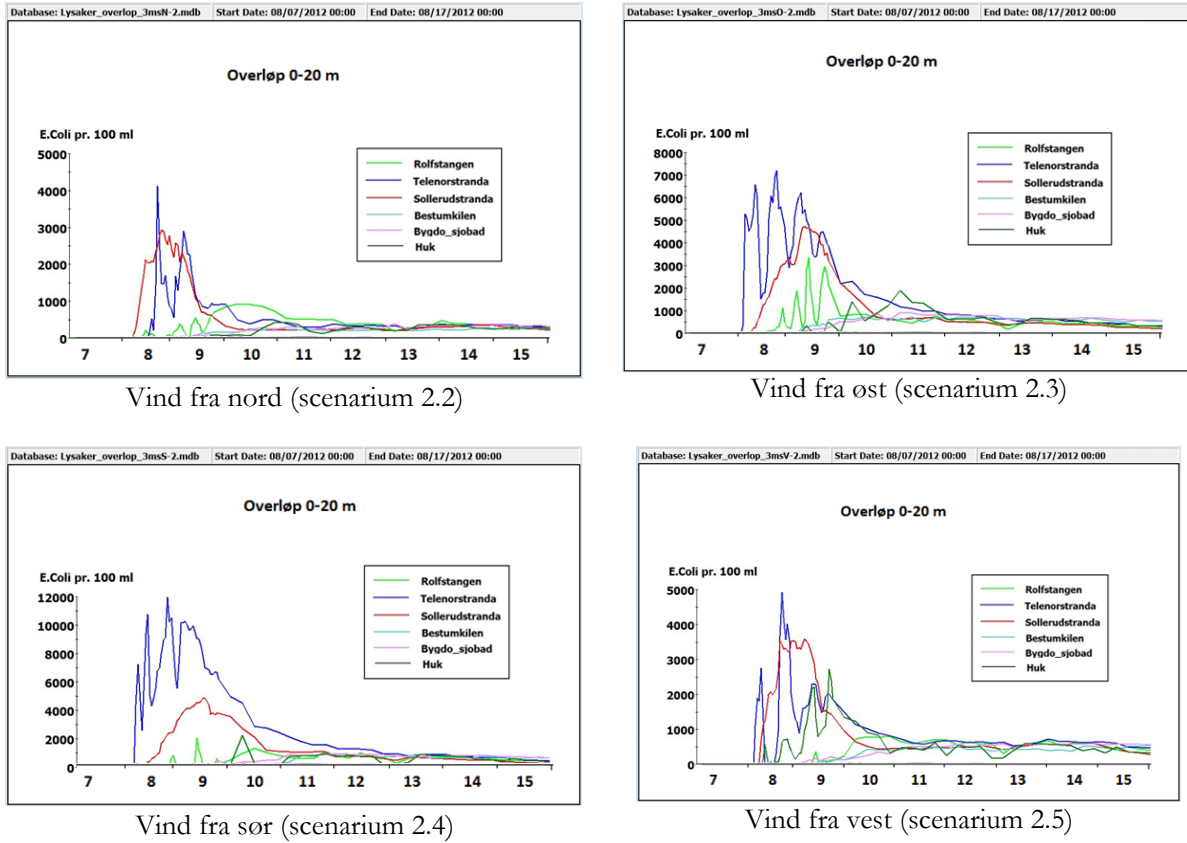 Database: Lysaker_overlop_3msN-2.mdb Start Date: 08/07/2012 00:00 End Date: 08/17/2012 00:00
Overløp 0-20 m
E.Coli pr. 100 ml
5000
4000
3000
2000
1000
0
Rolfstangen
Telenorstranda
Sollerudstranda
Bestumkilen
Bygdo_sjobad
Huk
7 8 9 10 11 12 13 14 15
Vind fra nord (scenarium 2.2)
Database: Lysaker_overlop_3msO-2.mdb Start Date: 08/07/2012 00:00 End Date: 08/17/2012 00:00
Overløp 0-20 m
E.Coli pr. 100 ml
8000
7000
6000
5000
4000
3000
2000
1000
0
Rolfstangen
Telenorstranda
Sollerudstranda
Bestumkilen
Bygdo_sjobad
Huk
7 8 9 10 11 12 13 14 15
Vind fra øst (scenarium 2.3)
Database: Lysaker_overlop_3msS-2.mdb Start Date: 08/07/2012 00:00 End Date: 08/17/2012 00:00
Overløp 0-20 m
E.Coli pr. 100 ml
12000
10000
8000
6000
4000
2000
0
Rolfstangen
Telenorstranda
Sollerudstranda
Bestumkilen
Bygdo_sjobad
Huk
7 8 9 10 11 12 13 14 15
Vind fra sør (scenarium 2.4)
Database: Lysaker_overlop_3msV-2.mdb Start Date: 08/07/2012 00:00 End Date: 08/17/2012 00:00
Overløp 0-20 m
E.Coli pr. 100 ml
5000
4000
3000
2000
1000
0
Rolfstangen
Telenorstranda
Sollerudstranda
Bestumkilen
Bygdo_sjobad
Huk
7 8 9 10 11 12 13 14 15
Vind fra vest (scenarium 2.5)